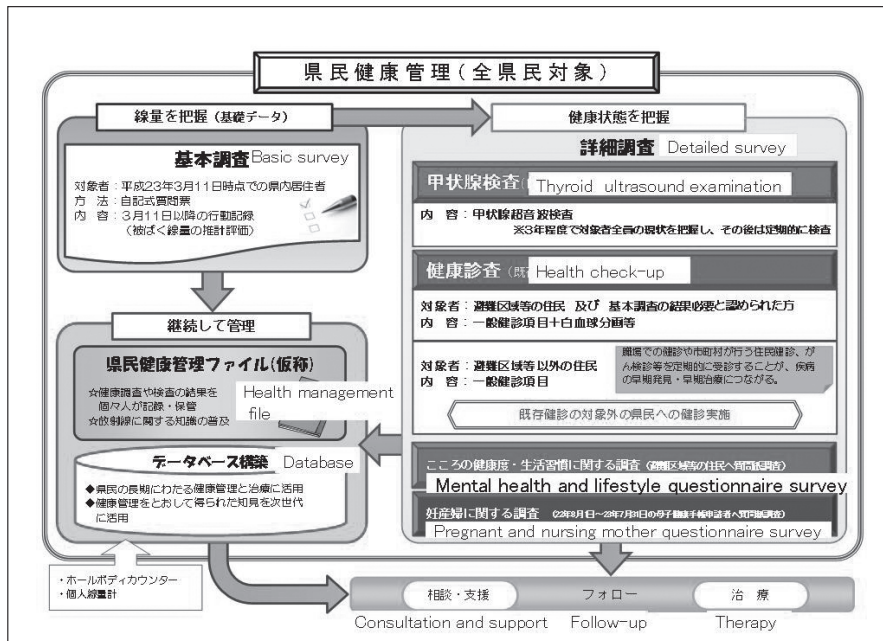 県民健康管理(全県民対象)
線量を把握(基礎データ)
基本調査 Basic survey
対象者:平成23年3月11日時点での県内居住者
方 法:自記式質問票
内 容:3月11日以降の行動記録
(被ばく線量の推計評価)
継続して管理
県民健康管理ファイル(仮称)
☆健康調査や検査の結果を
個々人が記録・保管
☆放射線に関する知識の普及
Health management
file
データベース構築 Database
◆県民の長期にわたる健康管理と治療に活用
◆健康管理をとおして得られた知見を次世代
に活用
・ホールボディカウンター
・個人線量計
健康状態を把握
詳細調査 Detailed survey
甲状腺検査( Thyroid ultrasound examination
内 容:甲状腺超音波検査
※3年程度で対象者全員の現状を把握し、その後は定期的に検査
健康診査(既 Health check-up
対象者:避難区域等の住民 及び 基本調査の結果必要と認められた方
内 容:一般健診項目+白血球分画等
対象者:避難区域等以外の住民
内 容:一般健診項目
職場での健診や市町村が行う住民健診、が
ん検診等を定期的に受診することが、疾病
の早期発見・早期治療につながる。
既存健診の対象外の県民への健診実施
こころの健康度・生活習慣に関する調査(避難区域等の住民へ質問紙調査)
Mental health and lifestyle questionnaire survey
妊産婦に関する調査
Pregnant and nursing mother questionnaire survey
相談・支援 フォロー 治 療
Consultation and support Follow-up Therapy